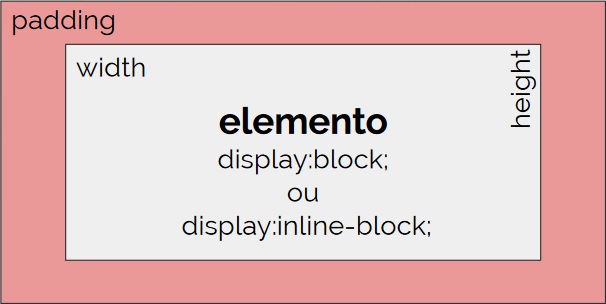 padding
width
height
elemento
display:block;
ou
display:inline-block;